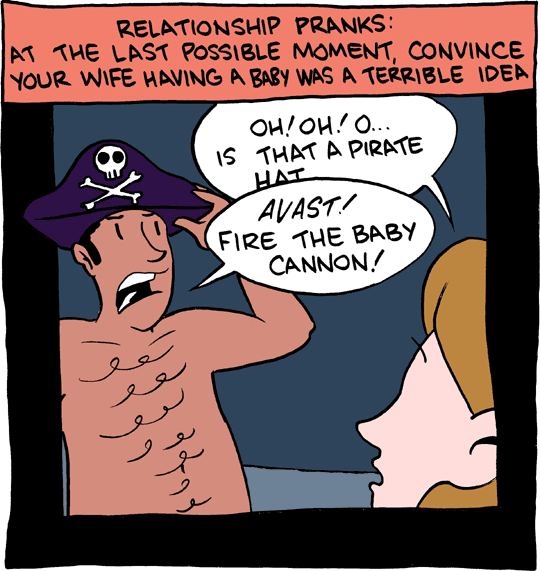 RELATIONSHIP PRANKS:
AT THE LAST POSSIBLE MOMENT, CONVINCE
YOUR WIFE HAVING A BABY WAS A TERRIBLE IDEA
OH! OH! O...
IS THAT A PIRATE
HAT
AVAST!
FIRE THE BABY
CANNON!